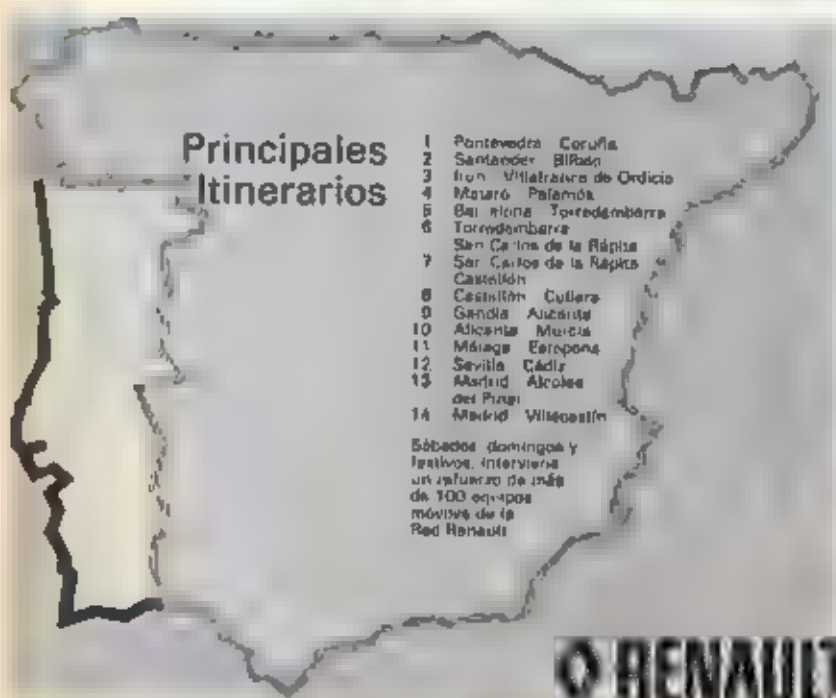 Principales
Itinerarios
1 Pontevedra Coruña
2 Santander Bilbao
3 Irun Villafranca de Ordicia
4 Mataró Palamós
5 Barcelona Torredembarra
6 Torredembarra
San Carlos de la Rápita
7 San Carlos de la Rápita
Castellón
8 Castellón Cullera
9 Gandía Alicante
10 Alicante Murcia
11 Málaga Estepona
12 Sevilla Cádiz
13 Madrid Alcolea
del Pinar
14 Madrid Villacastín
Sábados domingos y
festivos, interviene
un refuerzo de más
de 100 equipos
móviles de la
Red Renault
RENAULT